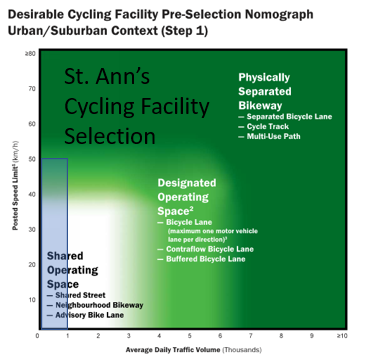 Desirable Cycling Facility Pre-Selection Nomograph
Urban/Suburban Context (Step 1)
≥80
70
60
50
40
30
20
10
Posted Speed Limit¹ (km/h)
St. Ann's
Cycling Facility
Selection
Physically
Separated
Bikeway
— Separated Bicycle Lane
— Cycle Track
— Multi-Use Path
Designated
Operating
Space²
— Bicycle Lane
(maximum one motor vehicle
lane per direction)³
— Contraflow Bicycle Lane
— Buffered Bicycle Lane
Shared
Operating
Space
— Shared Street
— Neighbourhood Bikeway
— Advisory Bike Lane
0 1 2 3 4 5 6 7 8 9 ≥10
Average Daily Traffic Volume (Thousands)